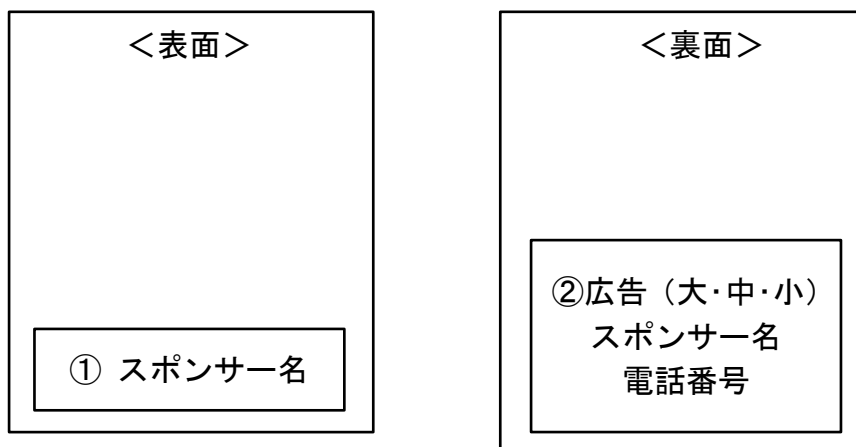 ＜表面＞
① スポンサー名
＜裏面＞
②広告（大・中・小）
スポンサー名
電話番号